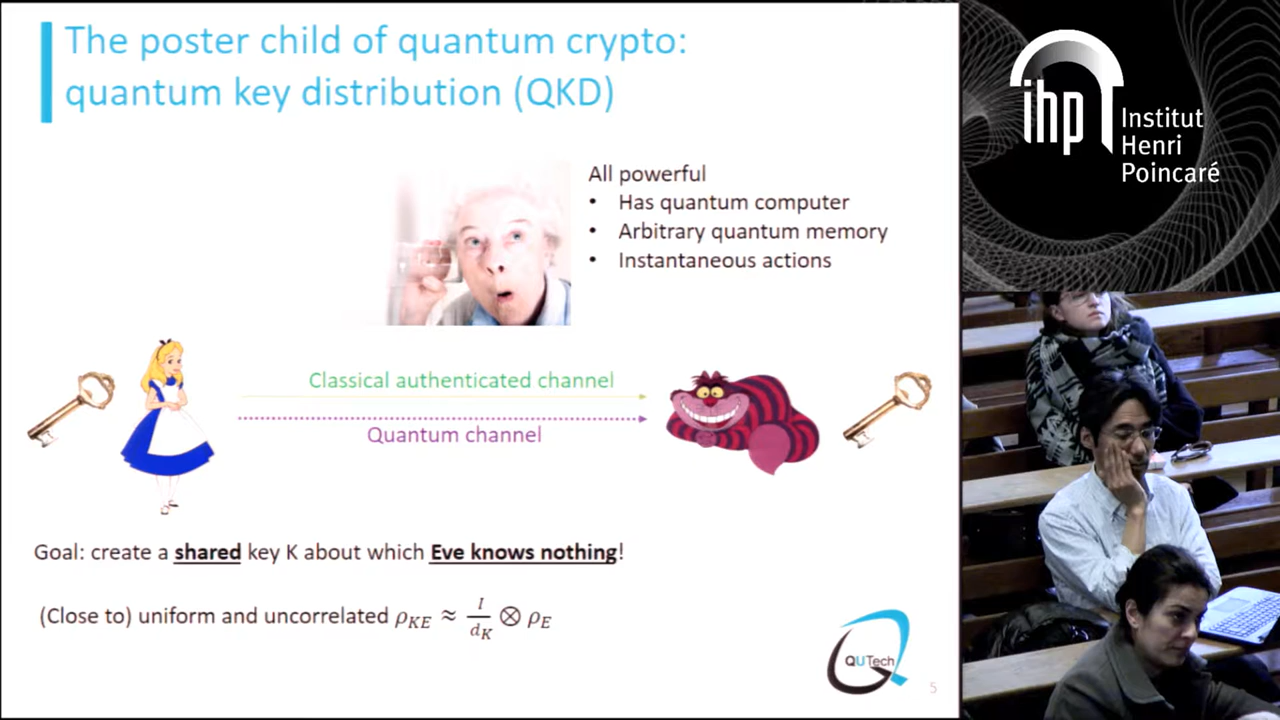 The poster child of quantum crypto:
quantum key distribution (QKD)
All powerful
• Has quantum computer
• Arbitrary quantum memory
• Instantaneous actions
Classical authenticated channel
Quantum channel
Goal: create a shared key K about which Eve knows nothing!
(Close to) uniform and uncorrelated ρ_KE ≈ I/d_K ⊗ ρ_E
QUTech
5
ihp
Institut
Henri
Poincaré